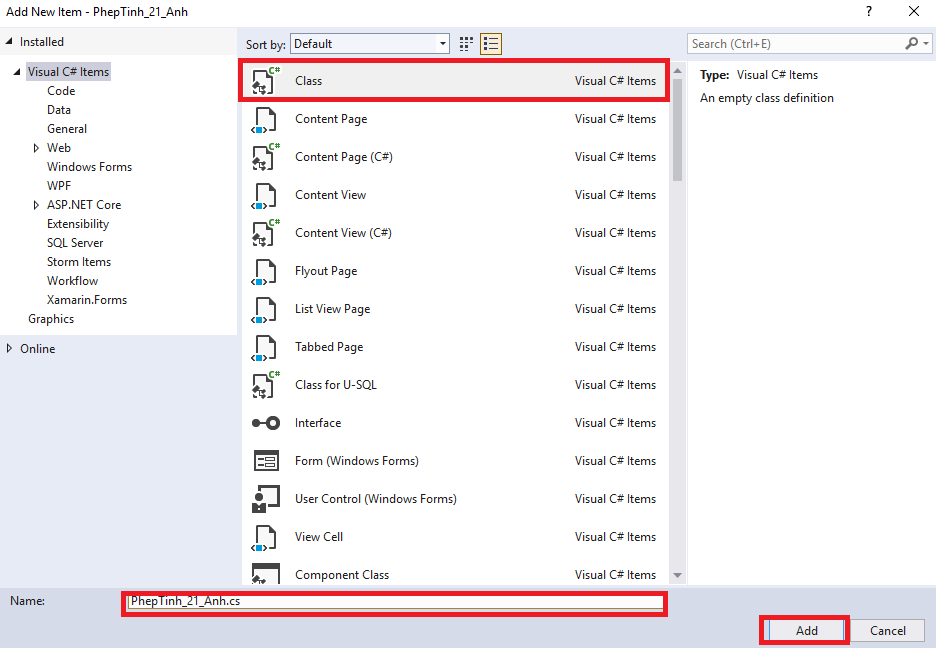 Add New Item - PhepTinh_21_Anh
?
Installed
Sort by: Default
Search (Ctrl+E)
Visual C# Items
Code
Data
General
Web
Windows Forms
WPF
ASP.NET Core
Extensibility
SQL Server
Storm Items
Workflow
Xamarin.Forms
Graphics
Online
C# Class Visual C# Items
Content Page Visual C# Items
C# Content Page (C#) Visual C# Items
Content View Visual C# Items
C# Content View (C#) Visual C# Items
Flyout Page Visual C# Items
List View Page Visual C# Items
Tabbed Page Visual C# Items
C# Class for U-SQL Visual C# Items
Interface Visual C# Items
Form (Windows Forms) Visual C# Items
User Control (Windows Forms) Visual C# Items
View Cell Visual C# Items
Component Class Visual C# Items
Type: Visual C# Items
An empty class definition
Name: PhepTinh_21_Anh.cs
Add Cancel